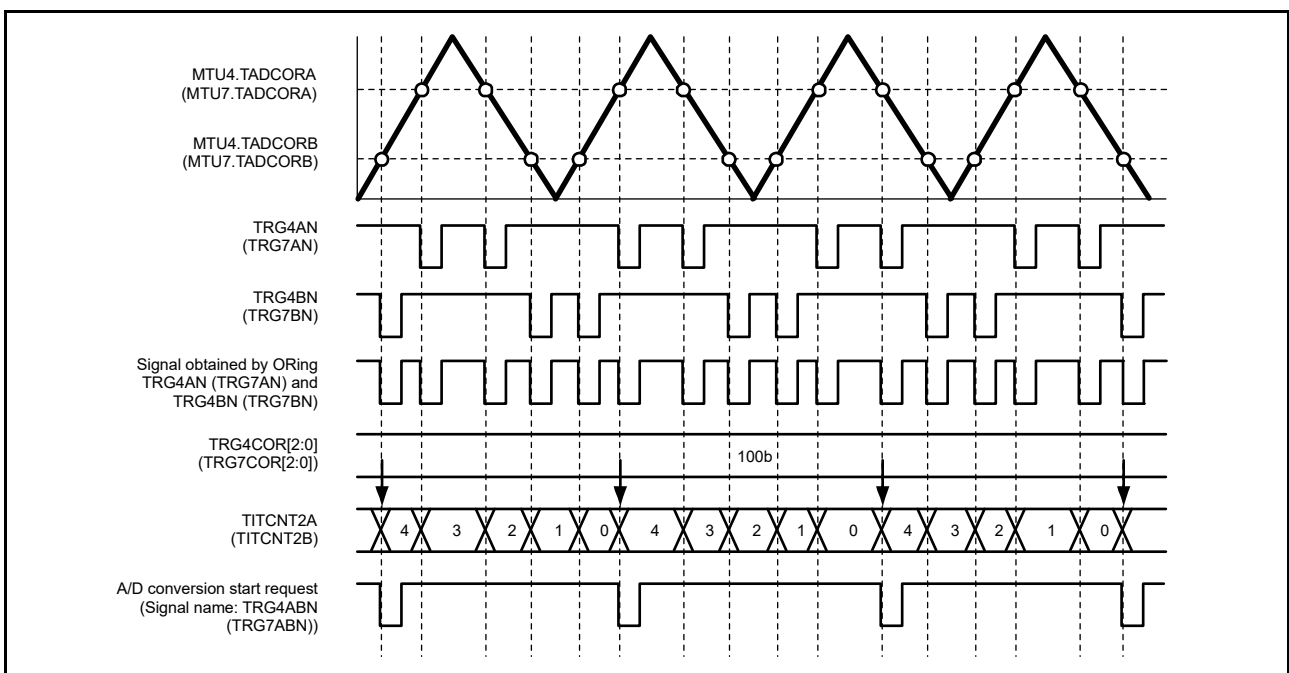 MTU4.TADCORA
(MTU7.TADCORA)
MTU4.TADCORB
(MTU7.TADCORB)
TRG4AN
(TRG7AN)
TRG4BN
(TRG7BN)
Signal obtained by ORing
TRG4AN (TRG7AN) and
TRG4BN (TRG7BN)
TRG4COR[2:0]
(TRG7COR[2:0])
100b
TITCNT2A
(TITCNT2B)
4 3 2 1 0 4 3 2 1 0 4 3 2 1 0
A/D conversion start request
(Signal name: TRG4ABN
(TRG7ABN))